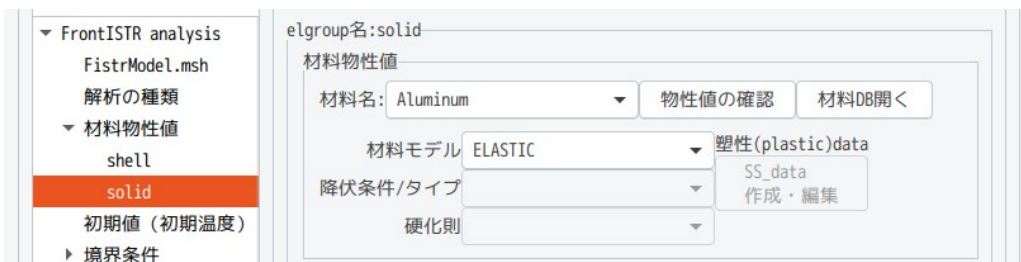 FrontISTR analysis
FistrModel.msh
解析の種類
材料物性値
shell
solid
初期値（初期温度）
境界条件
elgroup名:solid
材料物性値
材料名: Aluminum 物性値の確認 材料DB開く
材料モデル ELASTIC 塑性(plastic)data
降伏条件/タイプ SS_data
作成・編集
硬化則